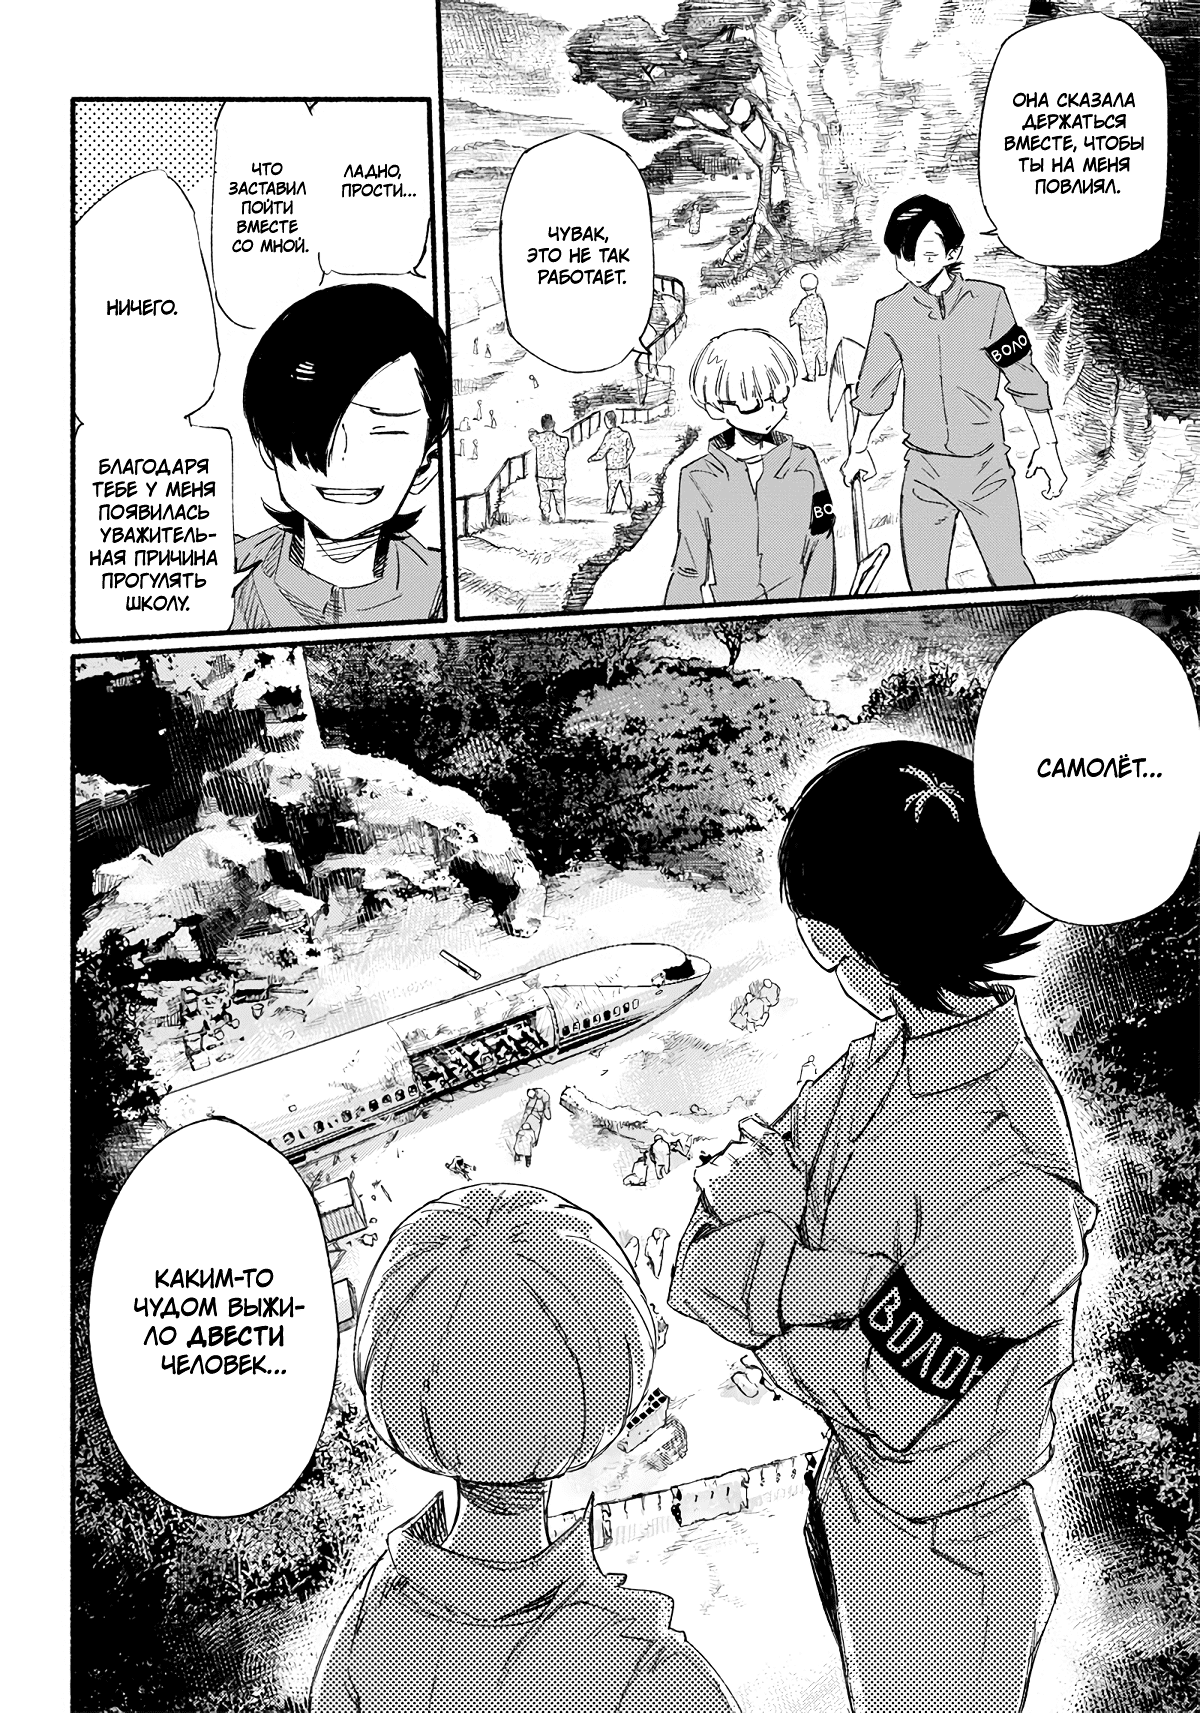 ОНА СКАЗАЛА
ДЕРЖАТЬСЯ
ВМЕСТЕ, ЧТОБЫ
ТЫ НА МЕНЯ
ПОВЛИЯЛ.
ЧУВАК,
ЭТО НЕ ТАК
РАБОТАЕТ.
ВОЛО
ВО
ЛАДНО,
ПРОСТИ...
ЧТО
ЗАСТАВИЛ
ПОЙТИ
ВМЕСТЕ
СО МНОЙ.
НИЧЕГО.
БЛАГОДАРЯ
ТЕБЕ У МЕНЯ
ПОЯВИЛАСЬ
УВАЖИТЕЛЬ-
НАЯ ПРИЧИНА
ПРОГУЛЯТЬ
ШКОЛУ.
САМОЛЁТ...
КАКИМ-ТО
ЧУДОМ ВЫЖИ-
ЛО ДВЕСТИ
ЧЕЛОВЕК...
ВОЛОН